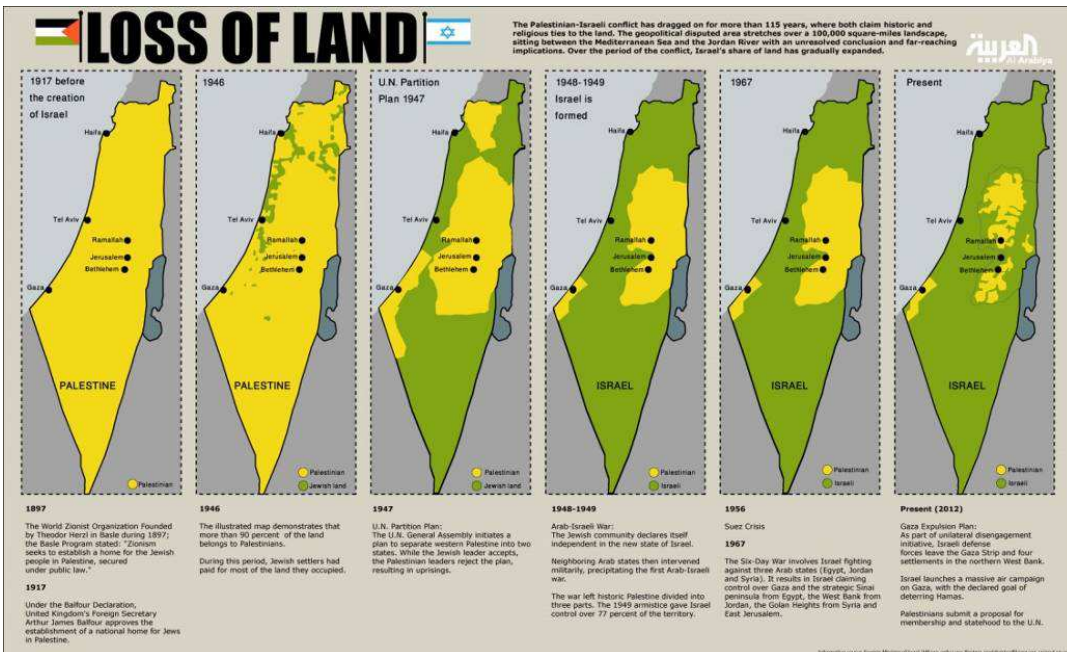 LOSS OF LAND
The Palestinian-Israeli conflict has dragged on for more than 115 years, where both claim historic and
religious ties to the land. The geopolitical disputed area stretches over a 100,000 square-miles landscape,
sitting between the Mediterranean Sea and the Jordan River with an unresolved conclusion and far-reaching
implications. Over the period of the conflict, Israel's share of land has gradually expanded.
العربية
Al Arabiya
1917 before
the creation
of Israel
Haifa
Tel Aviv
Ramallah
Jerusalem
Bethlehem
Gaza
PALESTINE
Palestinian
1946
Haifa
Tel Aviv
Ramallah
Jerusalem
Bethlehem
Gaza
PALESTINE
Palestinian
Jewish land
U.N. Partition
Plan 1947
Haifa
Tel Aviv
Ramallah
Jerusalem
Bethlehem
Gaza
Palestinian
Jewish land
1948-1949
Israel is
formed
Haifa
Tel Aviv
Ramallah
Jerusalem
Bethlehem
Gaza
ISRAEL
Palestinian
Israeli
1967
Haifa
Tel Aviv
Ramallah
Jerusalem
Bethlehem
Gaza
ISRAEL
Palestinian
Israeli
Present
Haifa
Tel Aviv
Ramallah
Jerusalem
Bethlehem
Gaza
ISRAEL
Palestinian
Israeli
1897
The World Zionist Organization Founded
by Theodor Herzl in Basle during 1897;
the Basle Program stated: "Zionism
seeks to establish a home for the Jewish
people in Palestine, secured
under public law."
1917
Under the Balfour Declaration,
United Kingdom's Foreign Secretary
Arthur James Balfour approves the
establishment of a national home for Jews
in Palestine.
1946
The illustrated map demonstrates that
more than 90 percent of the land
belongs to Palestinians.
During this period, Jewish settlers had
paid for most of the land they occupied.
1947
U.N. Partition Plan:
The U.N. General Assembly initiates a
plan to separate western Palestine into two
states. While the Jewish leader accepts,
the Palestinian leaders reject the plan,
resulting in uprisings.
1948-1949
Arab-Israeli War:
The Jewish community declares itself
independent in the new state of Israel.
Neighboring Arab states then intervened
militarily, precipitating the first Arab-Israeli
war.
The war left historic Palestine divided into
three parts. The 1949 armistice gave Israel
control over 77 percent of the territory.
1956
Suez Crisis
1967
The Six-Day War involves Israel fighting
against three Arab states (Egypt, Jordan
and Syria). It results in Israel claiming
control over Gaza and the strategic Sinai
peninsula from Egypt, the West Bank from
Jordan, the Golan Heights from Syria and
East Jerusalem.
Present (2012)
Gaza Expulsion Plan:
As part of unilateral disengagement
initiative, Israeli defense
forces leave the Gaza Strip and four
settlements in the northern West Bank.
Israel launches a massive air campaign
on Gaza, with the declared goal of
deterring Hamas.
Palestinians submit a proposal for
membership and statehood to the U.N.